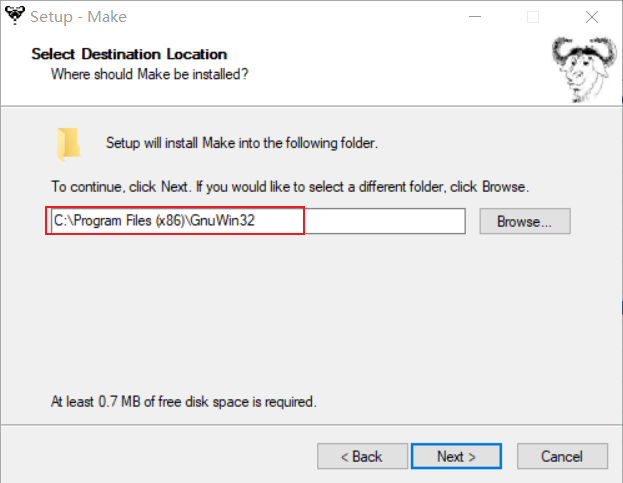 Setup - Make
Select Destination Location
Where should Make be installed?
Setup will install Make into the following folder.
To continue, click Next. If you would like to select a different folder, click Browse.
C:\Program Files (x86)\GnuWin32
Browse...
At least 0.7 MB of free disk space is required.
< Back
Next >
Cancel